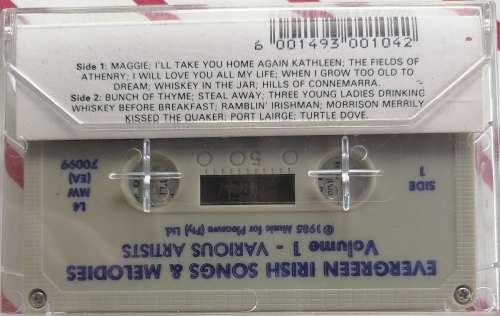 6 001493 001042
Side 1: MAGGIE; I'LL TAKE YOU HOME AGAIN KATHLEEN; THE FIELDS OF
ATHENRY; I WILL LOVE YOU ALL MY LIFE; WHEN I GROW TOO OLD TO
DREAM; WHISKEY IN THE JAR; HILLS OF CONNEMARRA.
Side 2: BUNCH OF THYME; STEAL AWAY; THREE YOUNG LADIES DRINKING
WHISKEY BEFORE BREAKFAST; RAMBLIN' IRISHMAN; MORRISON MERRILY
KISSED THE QUAKER; PORT LAIRGE; TURTLE DOVE.
EVERGREEN IRISH SONGS & MELODIES
Volume 1 - VARIOUS ARTISTS
© 1985 Music for Pleasure (Pty) Ltd.
SIDE
1
L4
MW
(EA)
70099
0 50